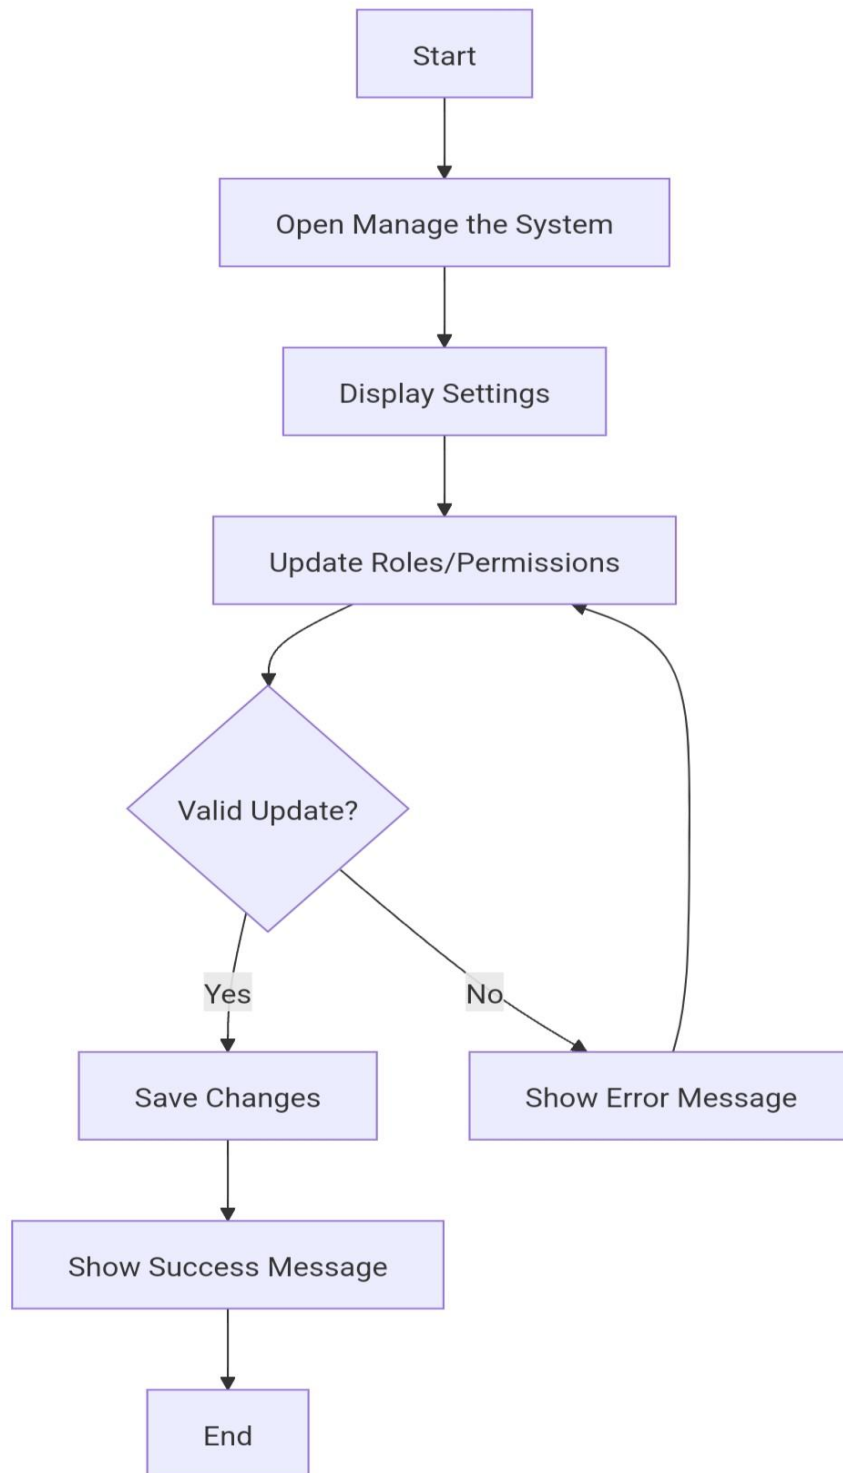 Start
Open Manage the System
Display Settings
Update Roles/Permissions
Valid Update?
Yes
No
Save Changes
Show Error Message
Show Success Message
End